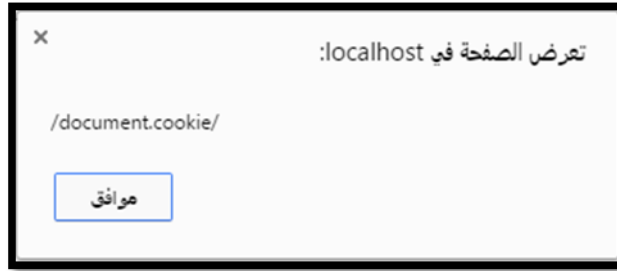 ×
تعرض الصفحة في localhost:
/document.cookie/
موافق